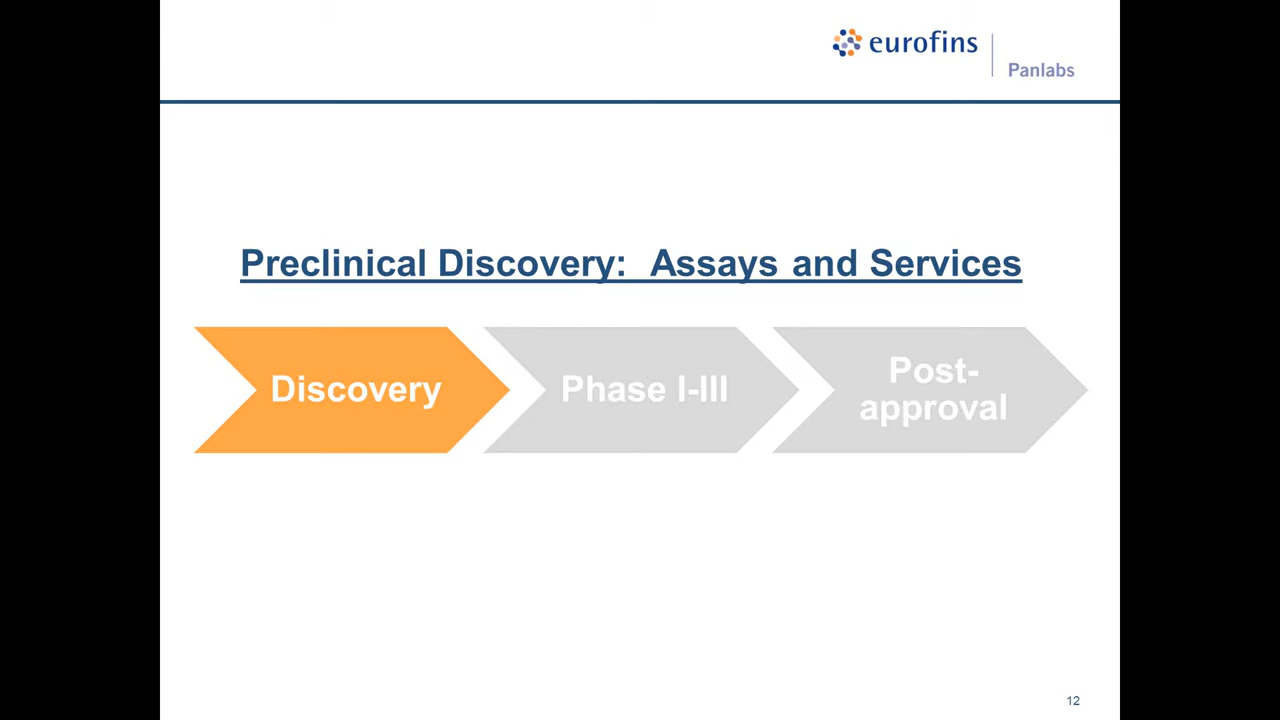 eurofins
Panlabs
Preclinical Discovery: Assays and Services
Discovery
Phase I-III
Post-
approval
12